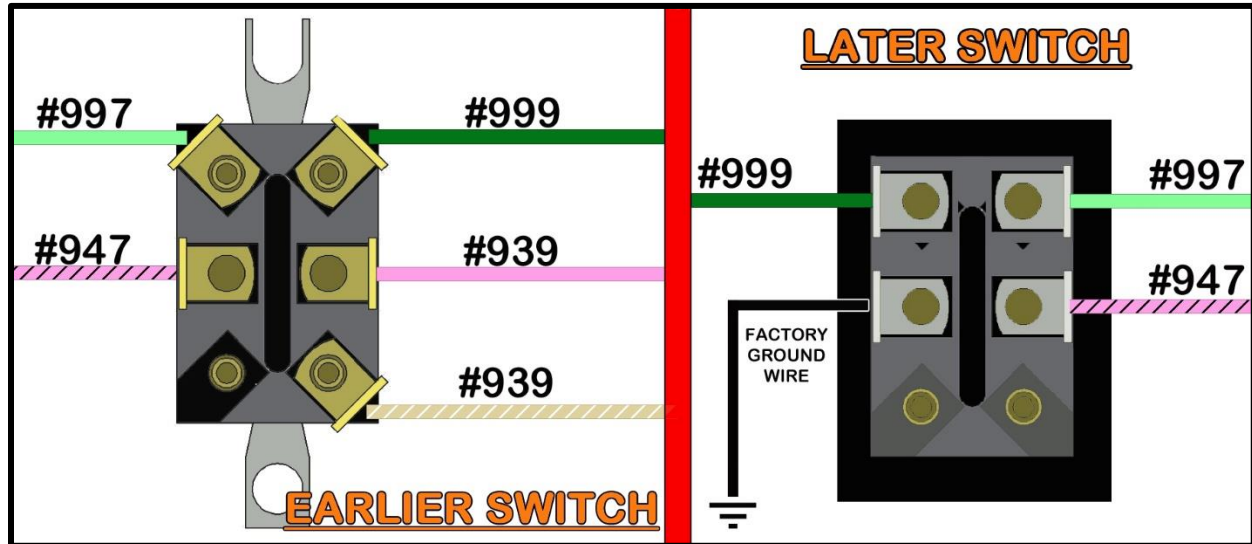 #997
#999
#947
#939
#939
EARLIER SWITCH
LATER SWITCH
#999
#997
#947
FACTORY
GROUND
WIRE